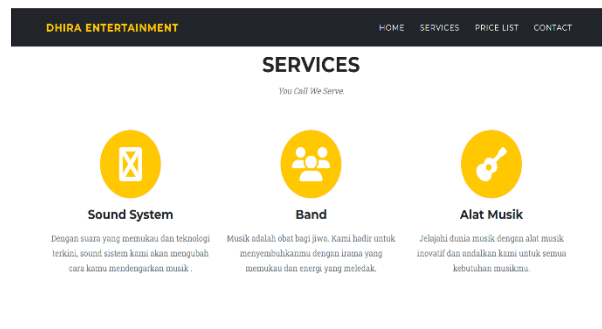 DHIRA ENTERTAINMENT HOME SERVICES PRICE LIST CONTACT
SERVICES
You Call We Serve.
Sound System
Dengan suara yang memukau dan teknologi
terkini, sound sistem kami akan mengubah
cara kamu mendengarkan musik .
Band
Musik adalah obat bagi jiwa. Kami hadir untuk
menyembuhkanmu dengan irama yang
memukau dan energi yang meledak.
Alat Musik
Jelajahi dunia musik dengan alat musik
inovatif dan andalkan kami untuk semua
kebutuhan musikmu.